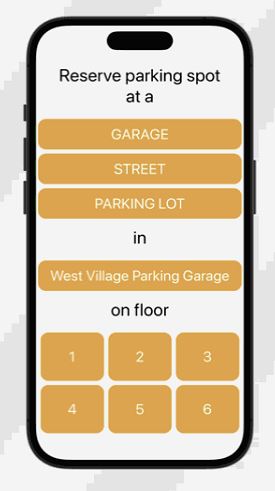 Reserve parking spot
at a
GARAGE
STREET
PARKING LOT
in
West Village Parking Garage
on floor
1 2 3
4 5 6